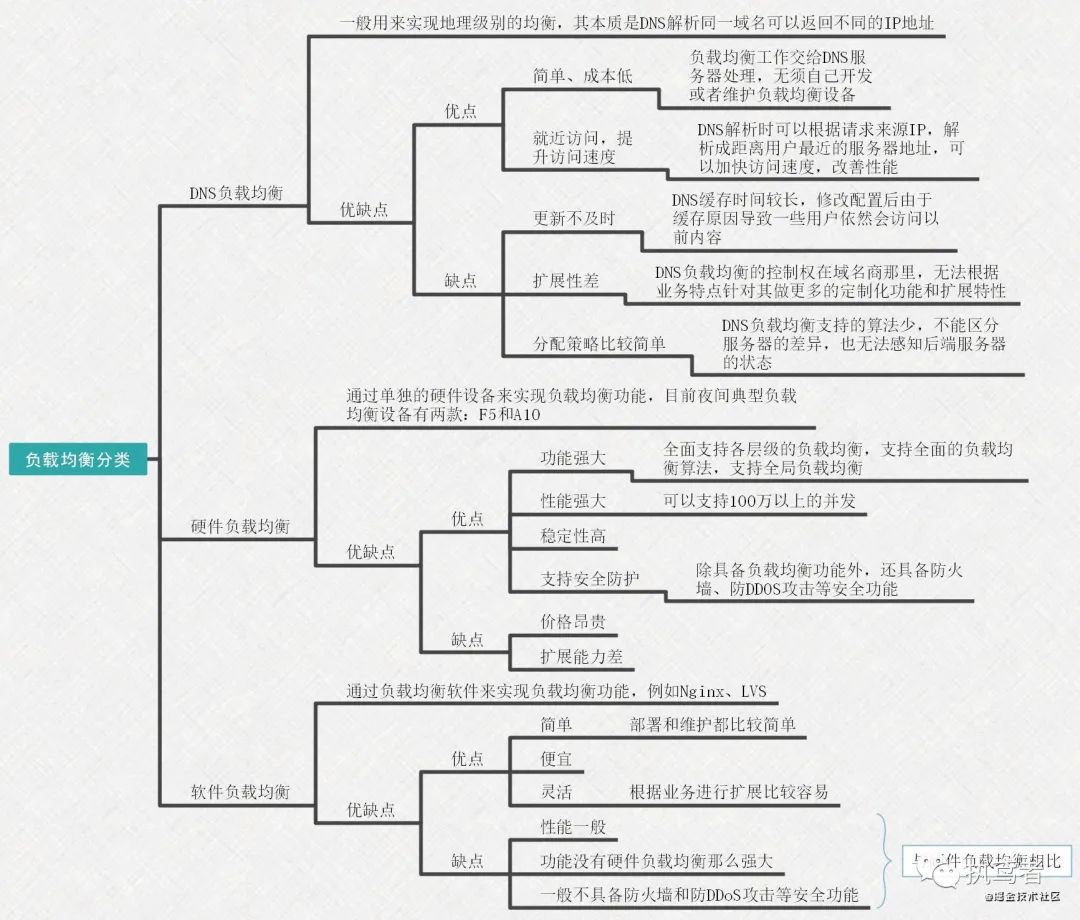 一般用来实现地理级别的均衡，其本质是DNS解析同一域名可以返回不同的IP地址
简单、成本低
负载均衡工作交给DNS服
务器处理，无须自己开发
或者维护负载均衡设备
优点
就近访问，提
升访问速度
DNS解析时可以根据请求来源IP，解
析成距离用户最近的服务器地址，可
以加快访问速度，改善性能
DNS负载均衡
优缺点
更新不及时
DNS缓存时间较长，修改配置后由于
缓存原因导致一些用户依然会访问以
前内容
缺点
扩展性差
DNS负载均衡的控制权在域名商那里，无法根据
业务特点针对其做更多的定制化功能和扩展特性
分配策略比较简单
DNS负载均衡支持的算法少，不能区分
服务器的差异，也无法感知后端服务器
的状态
负载均衡分类
通过单独的硬件设备来实现负载均衡功能，目前夜间典型负载
均衡设备有两款：F5和A10
功能强大
全面支持各层级的负载均衡，支持全面的负载均
衡算法，支持全局负载均衡
优点
性能强大
可以支持100万以上的并发
稳定性高
硬件负载均衡
优缺点
支持安全防护
除具备负载均衡功能外，还具备防火
墙、防DDOS攻击等安全功能
缺点
价格昂贵
扩展能力差
通过负载均衡软件来实现负载均衡功能，例如Nginx、LVS
简单
部署和维护都比较简单
优点
便宜
软件负载均衡
灵活
根据业务进行扩展比较容易
优缺点
性能一般
缺点
功能没有硬件负载均衡那么强大
一般不具备防火墙和防DDoS攻击等安全功能
件负载均衡相比
执鸢者
@掘金技术社区